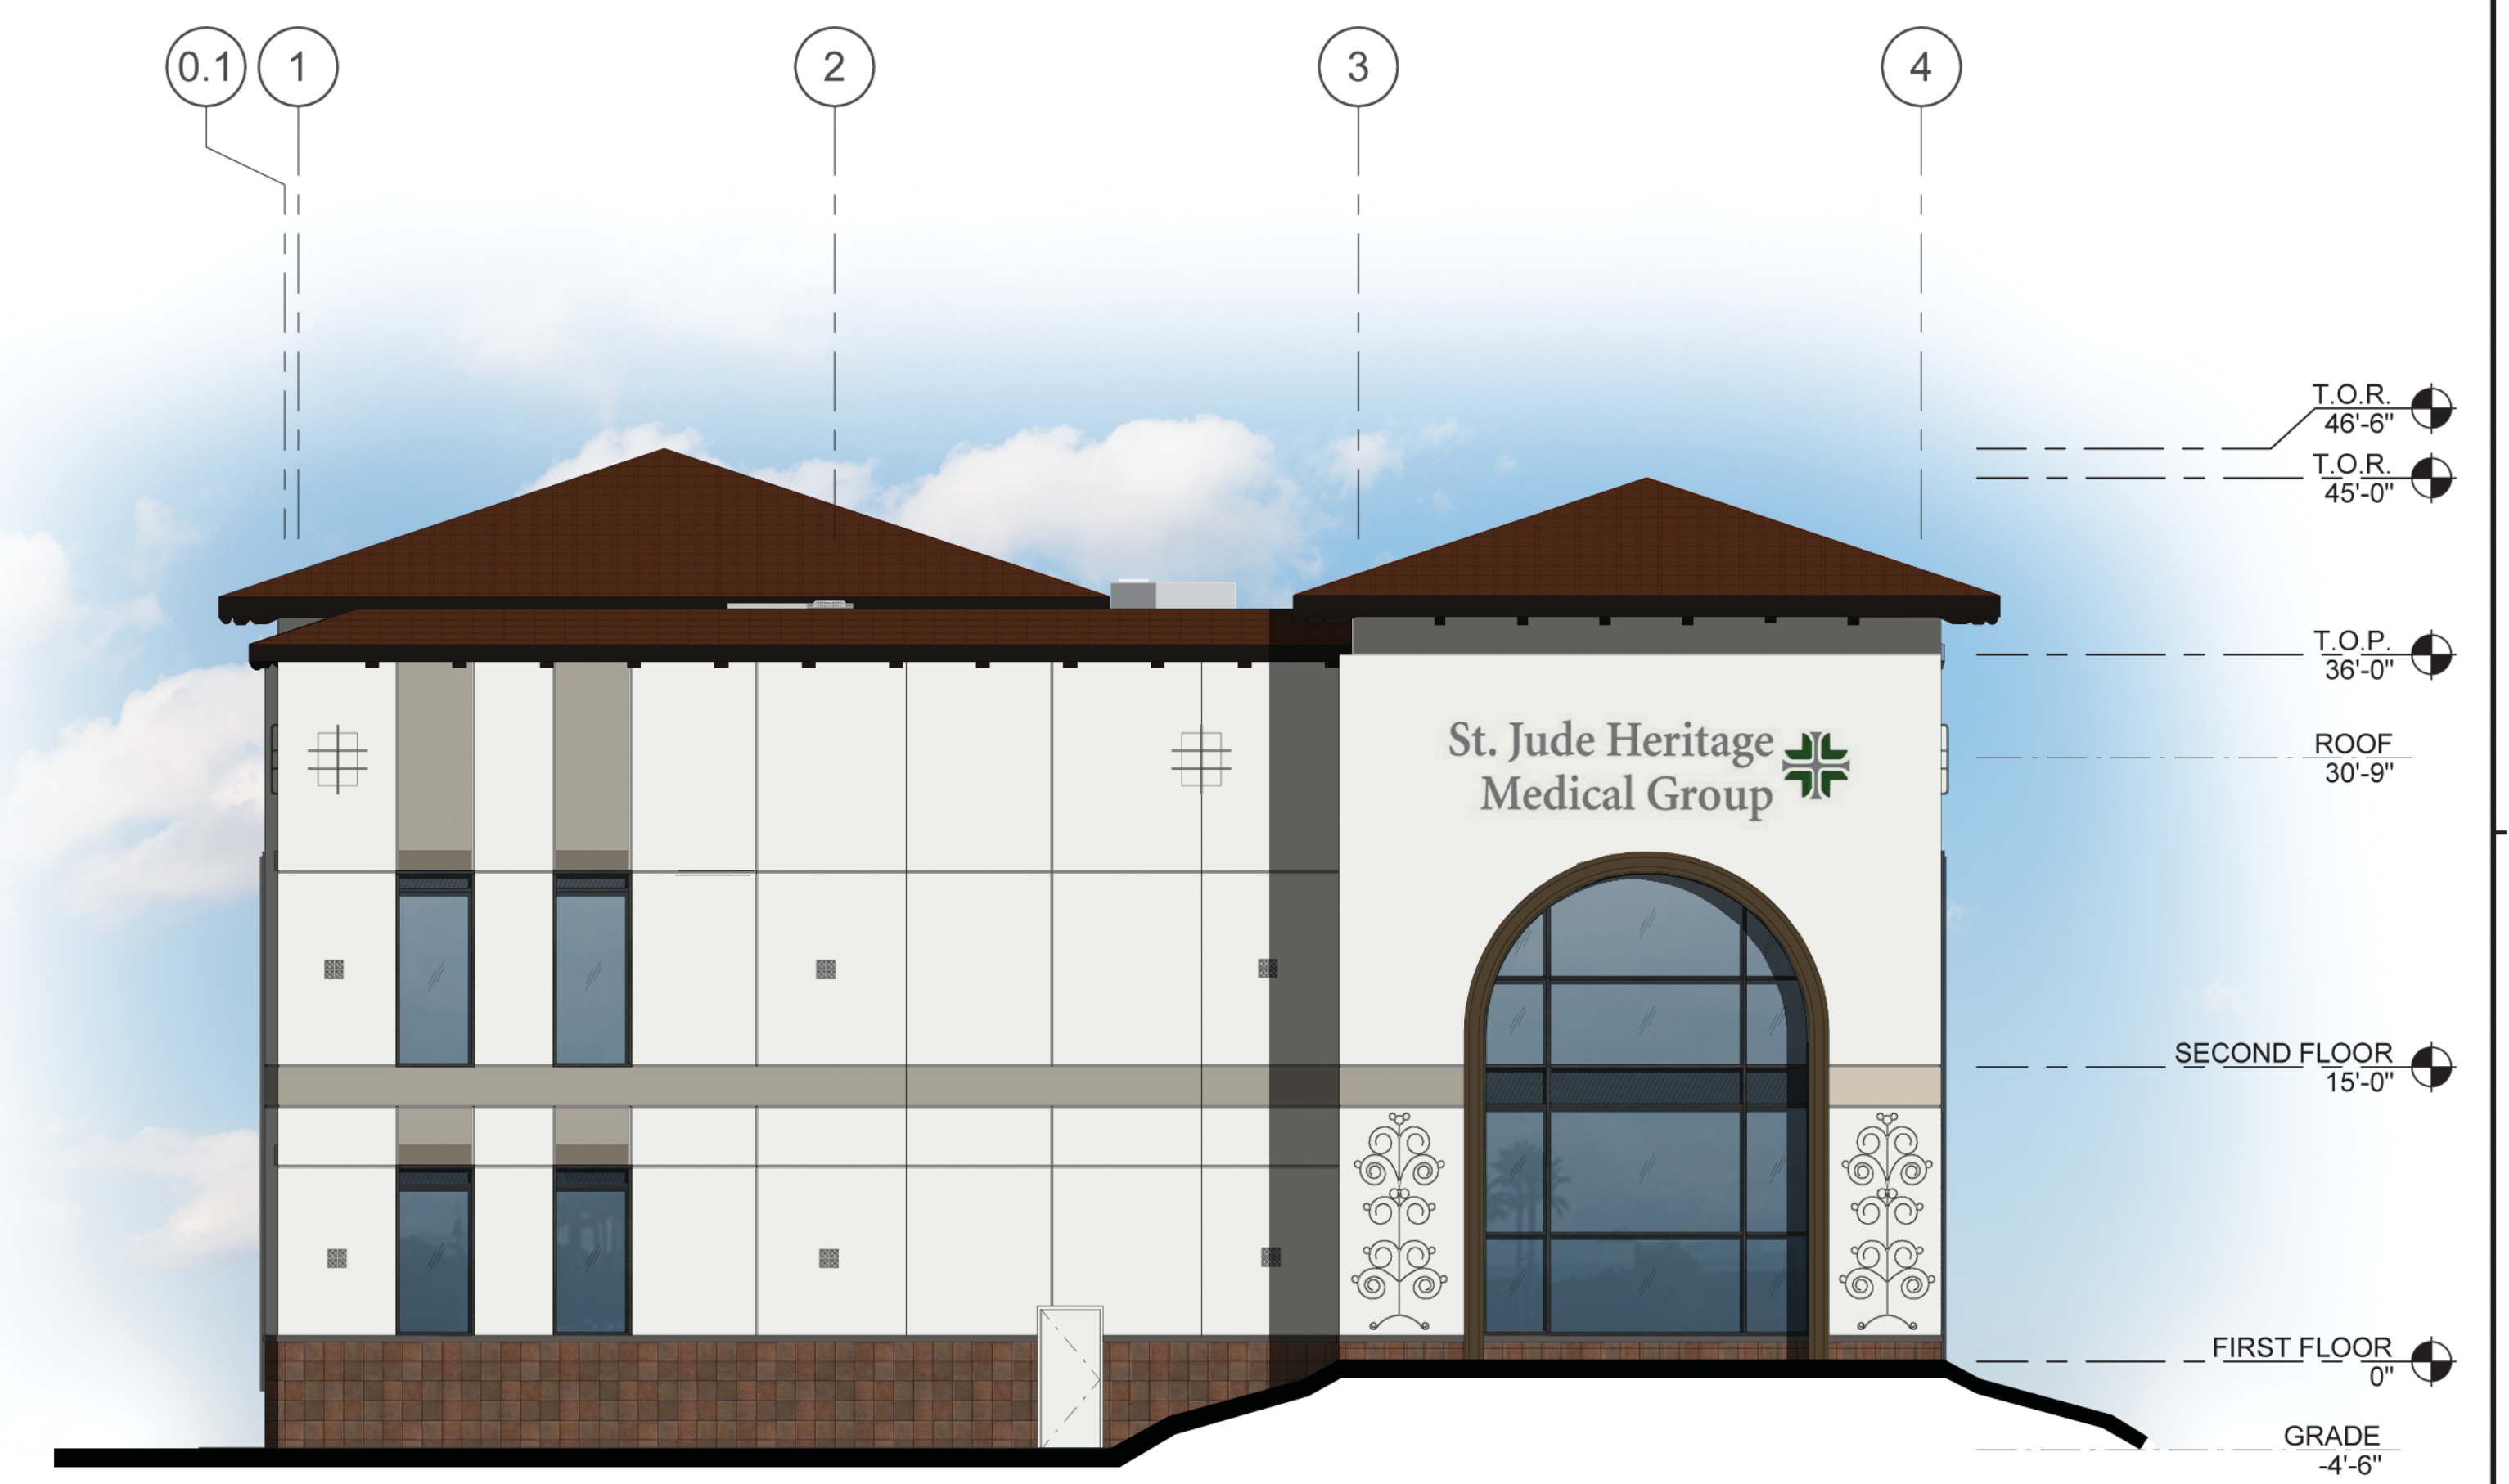 0.1
1
2
3
4
T.O.R.
46'-6"
T.O.R.
45'-0"
T.O.P.
36'-0"
St. Jude Heritage
Medical Group
ROOF
30'-9"
SECOND FLOOR
15'-0"
FIRST FLOOR
0"
GRADE
-4'-6"